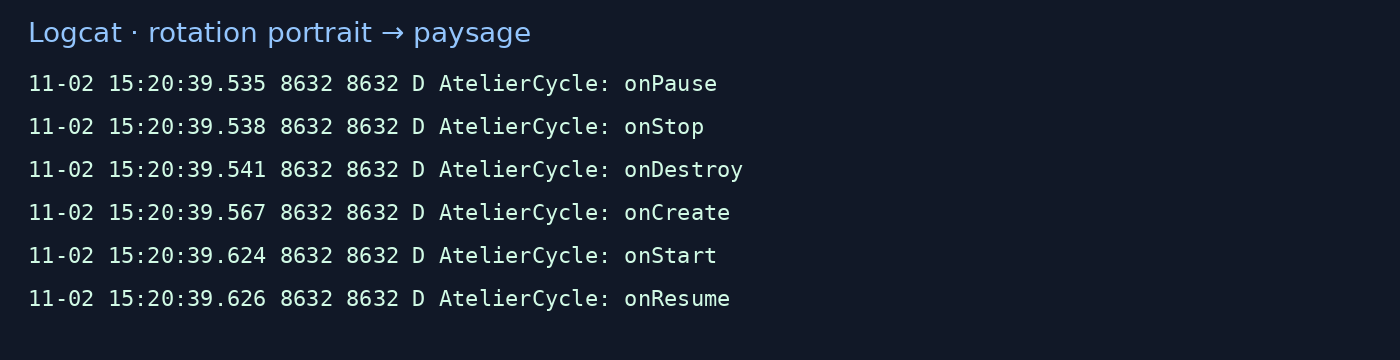 Logcat · rotation portrait → paysage
11-02 15:20:39.535 8632 8632 D AtelierCycle: onPause
11-02 15:20:39.538 8632 8632 D AtelierCycle: onStop
11-02 15:20:39.541 8632 8632 D AtelierCycle: onDestroy
11-02 15:20:39.567 8632 8632 D AtelierCycle: onCreate
11-02 15:20:39.624 8632 8632 D AtelierCycle: onStart
11-02 15:20:39.626 8632 8632 D AtelierCycle: onResume